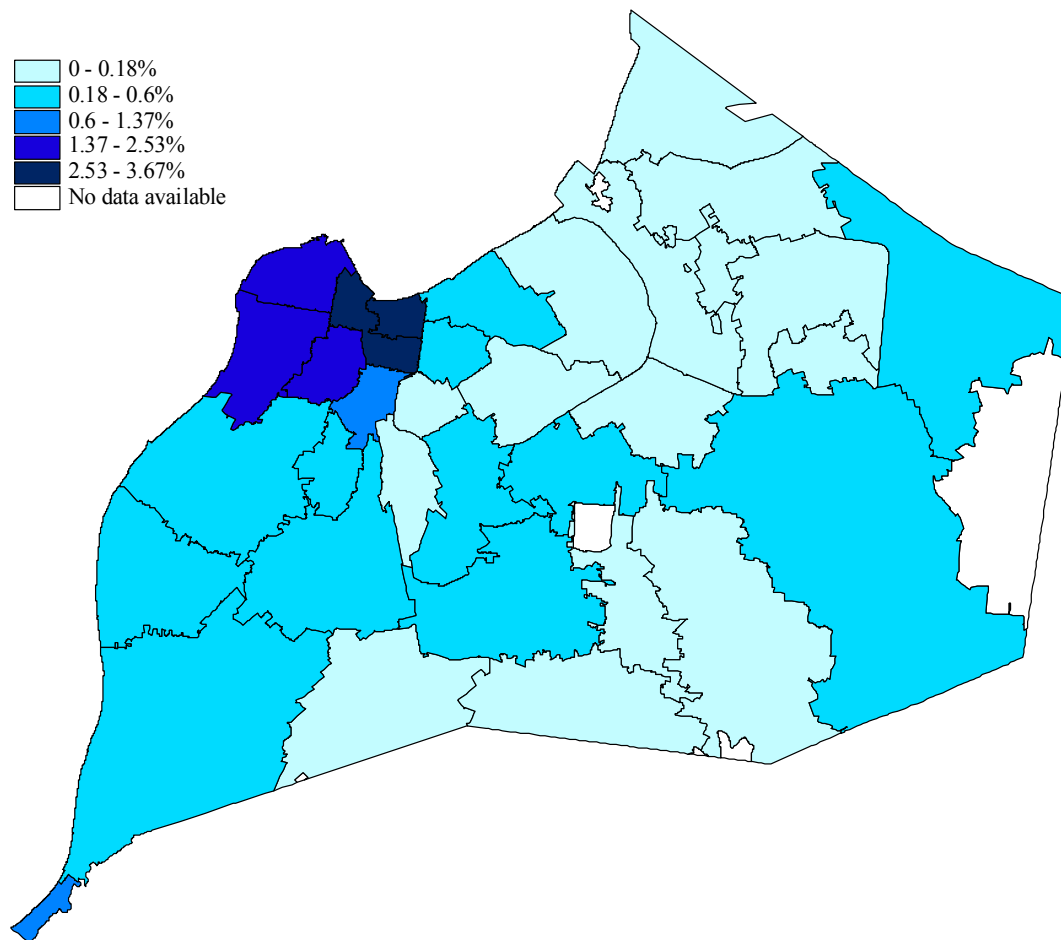 0 - 0.18%
0.18 - 0.6%
0.6 - 1.37%
1.37 - 2.53%
2.53 - 3.67%
No data available